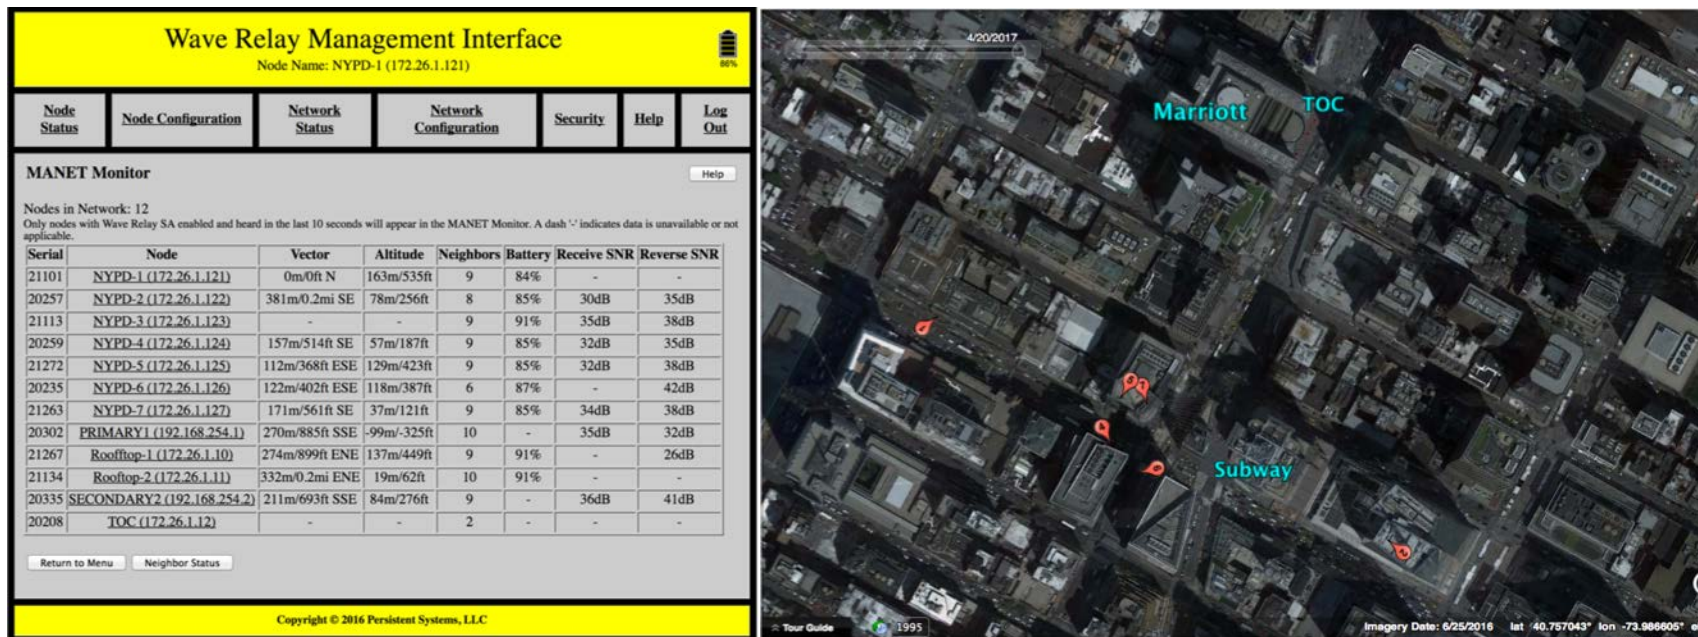 Wave Relay Management Interface
Node Name: NYPD-1 (172.26.1.121)
86%
Node Status Node Configuration Network Status Network Configuration Security Help Log Out
MANET Monitor
Help
Nodes in Network: 12
Only nodes with Wave Relay SA enabled and heard in the last 10 seconds will appear in the MANET Monitor. A dash '-' indicates data is unavailable or not
applicable.
Serial Node Vector Altitude Neighbors Battery Receive SNR Reverse SNR
21101 NYPD-1 (172.26.1.121) 0m/0ft N 163m/535ft 9 84% - -
20257 NYPD-2 (172.26.1.122) 381m/0.2mi SE 78m/256ft 8 85% 30dB 35dB
21113 NYPD-3 (172.26.1.123) - - 9 91% 35dB 38dB
20259 NYPD-4 (172.26.1.124) 157m/514ft SE 57m/187ft 9 85% 32dB 35dB
21272 NYPD-5 (172.26.1.125) 112m/368ft ESE 129m/423ft 9 85% 32dB 38dB
20235 NYPD-6 (172.26.1.126) 122m/402ft ESE 118m/387ft 6 87% - 42dB
21263 NYPD-7 (172.26.1.127) 171m/561ft SE 37m/121ft 9 85% 34dB 38dB
20302 PRIMARY1 (192.168.254.1) 270m/885ft SSE -99m/-325ft 10 - 35dB 32dB
21267 Roofftop-1 (172.26.1.10) 274m/899ft ENE 137m/449ft 9 91% - 26dB
21134 Rooftop-2 (172.26.1.11) 332m/0.2mi ENE 19m/62ft 10 91% - -
20335 SECONDARY2 (192.168.254.2) 211m/693ft SSE 84m/276ft 9 - 36dB 41dB
20208 TOC (172.26.1.12) - - 2 - - -
Return to Menu Neighbor Status
Copyright © 2016 Persistent Systems, LLC
4/20/2017
Marriott TOC
Subway
Tour Guide 1995 Imagery Date: 6/25/2016 lat 40.757043° lon -73.986605° e